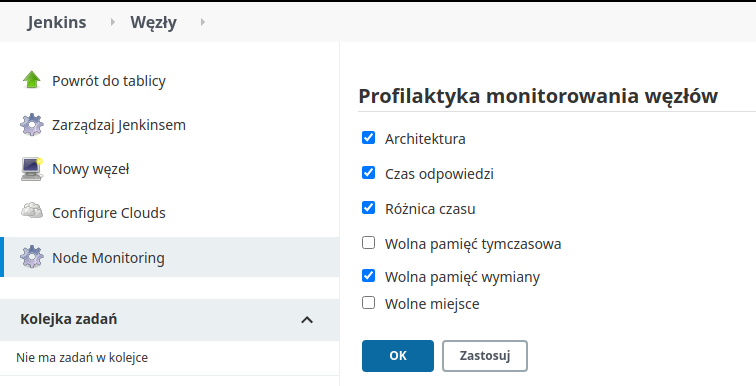 Jenkins Węzły
Powrót do tablicy
Zarządzaj Jenkinsem
Nowy węzeł
Configure Clouds
Node Monitoring
Kolejka zadań
Nie ma zadań w kolejce
Profilaktyka monitorowania węzłów
Architektura
Czas odpowiedzi
Różnica czasu
Wolna pamięć tymczasowa
Wolna pamięć wymiany
Wolne miejsce
OK Zastosuj